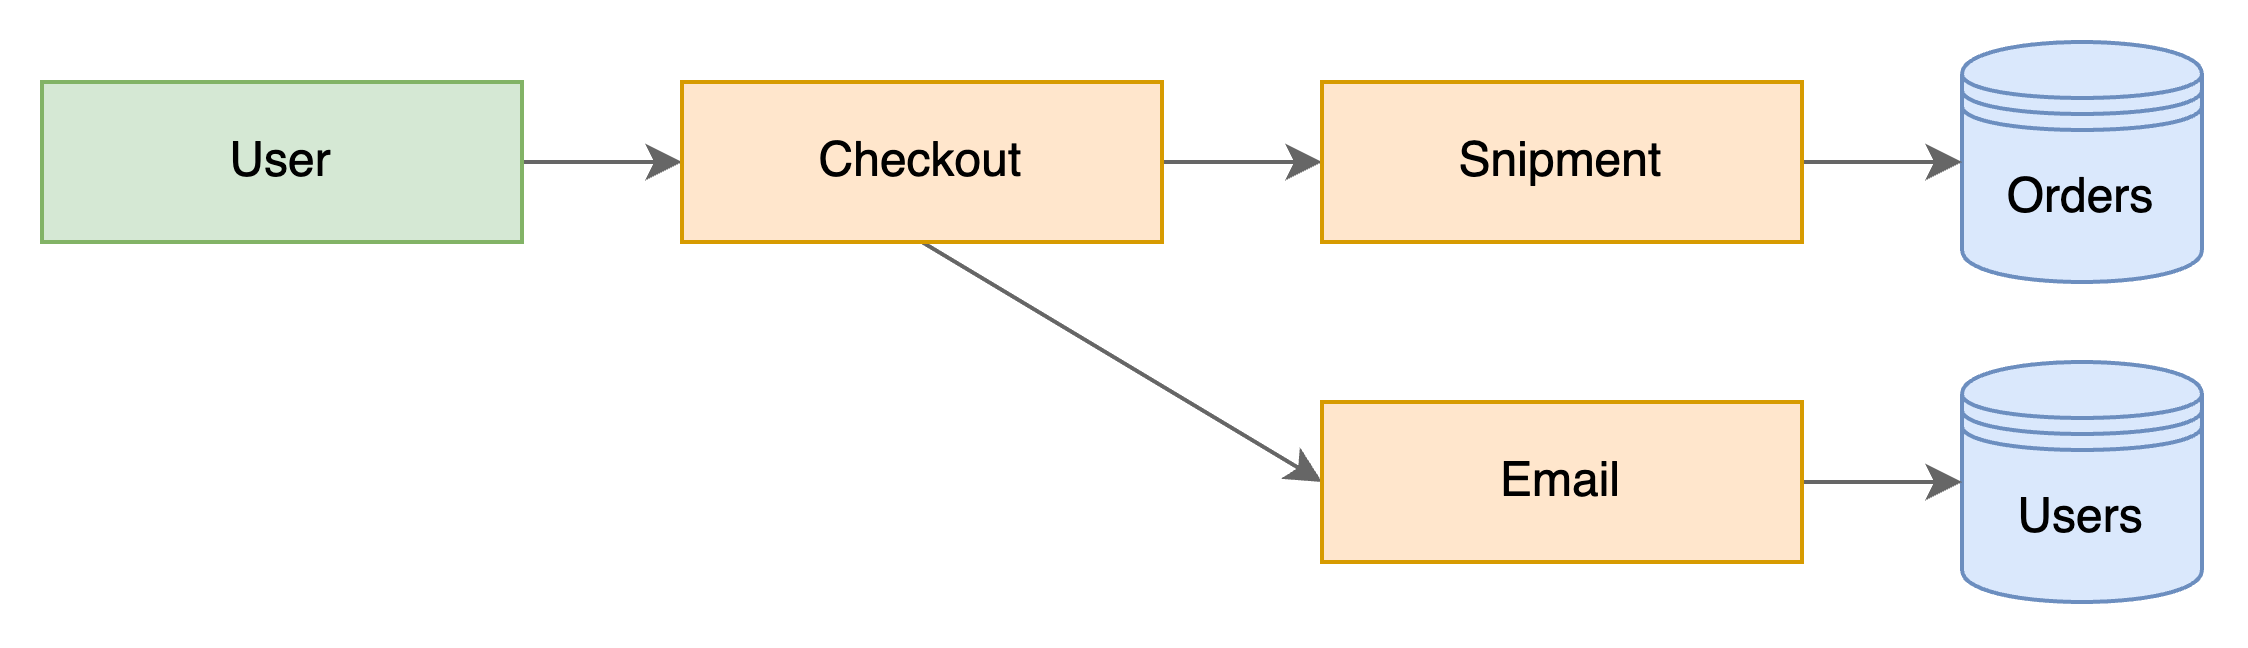 User
Checkout
Snipment
Orders
Email
Users